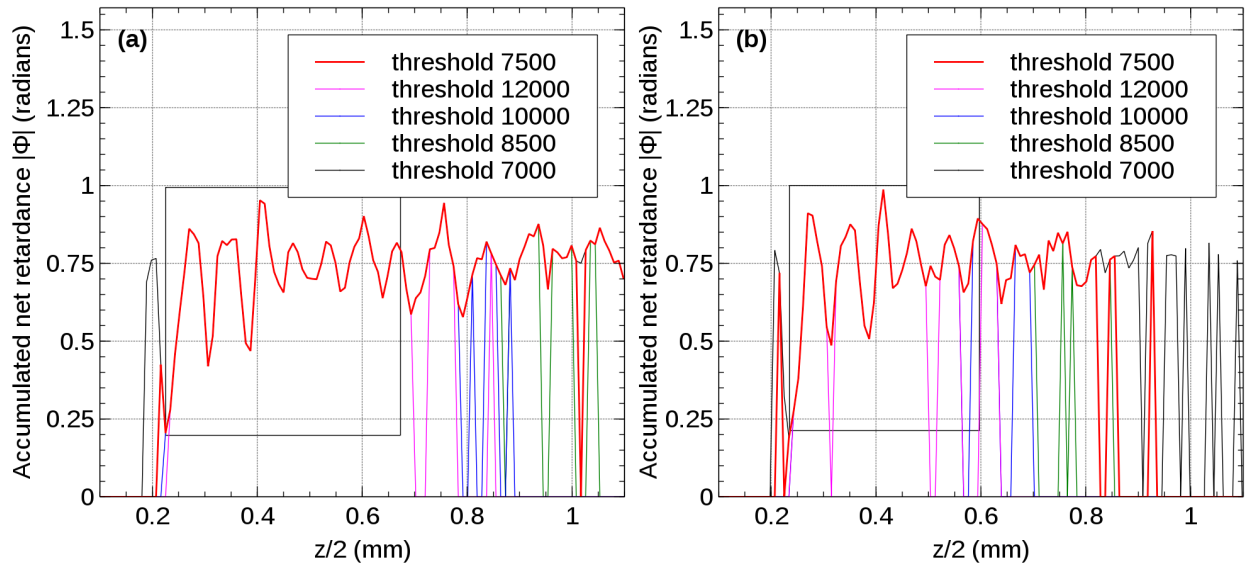 (a)
threshold 7500
threshold 12000
threshold 10000
threshold 8500
threshold 7000
Accumulated net retardance |Φ| (radians)
1.5
1.25
1
0.75
0.5
0.25
0
0.2
0.4
0.6
0.8
1
z/2 (mm)
(b)
threshold 7500
threshold 12000
threshold 10000
threshold 8500
threshold 7000
Accumulated net retardance |Φ| (radians)
1.5
1.25
1
0.75
0.5
0.25
0
0.2
0.4
0.6
0.8
1
z/2 (mm)